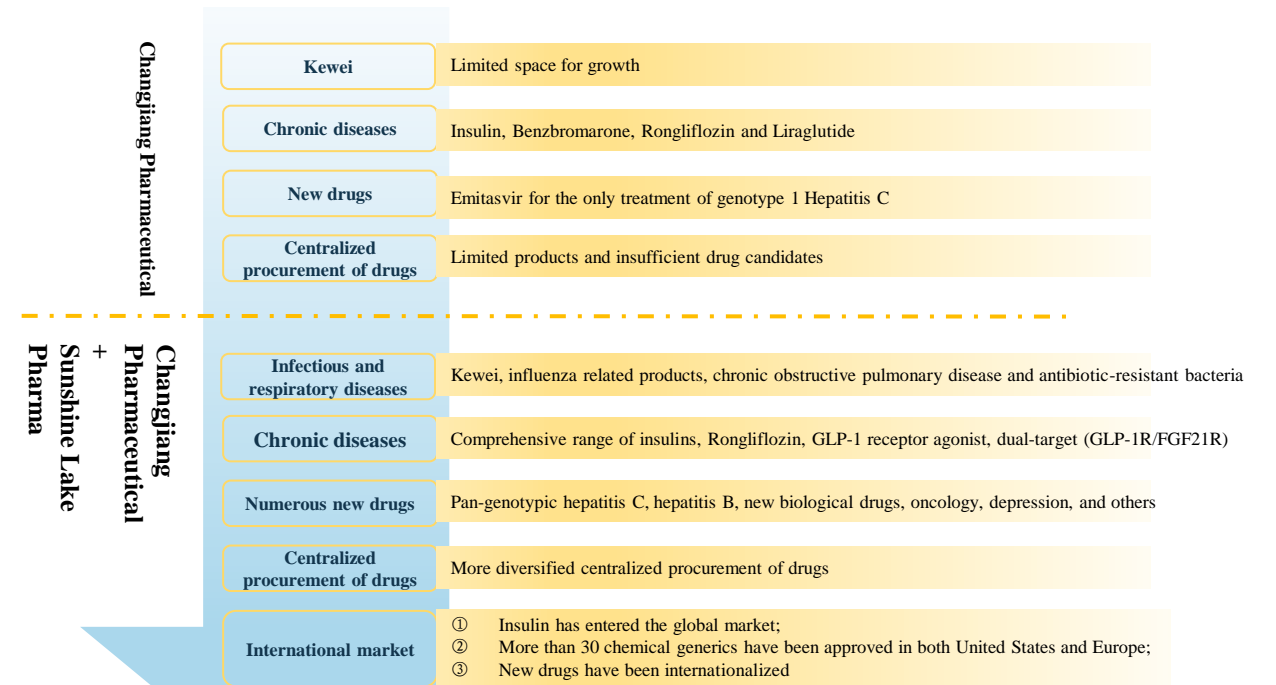 Changjiang Pharmaceutical
Kewei
Limited space for growth
Chronic diseases
Insulin, Benzbromarone, Rongliflozin and Liraglutide
New drugs
Emitasvir for the only treatment of genotype 1 Hepatitis C
Centralized
procurement of drugs
Limited products and insufficient drug candidates
Changjiang
Pharmaceutical
+
Sunshine Lake
Pharma
Infectious and
respiratory diseases
Kewei, influenza related products, chronic obstructive pulmonary disease and antibiotic-resistant bacteria
Chronic diseases
Comprehensive range of insulins, Rongliflozin, GLP-1 receptor agonist, dual-target (GLP-1R/FGF21R)
Numerous new drugs
Pan-genotypic hepatitis C, hepatitis B, new biological drugs, oncology, depression, and others
Centralized
procurement of drugs
More diversified centralized procurement of drugs
International market
① Insulin has entered the global market;
② More than 30 chemical generics have been approved in both United States and Europe;
③ New drugs have been internationalized